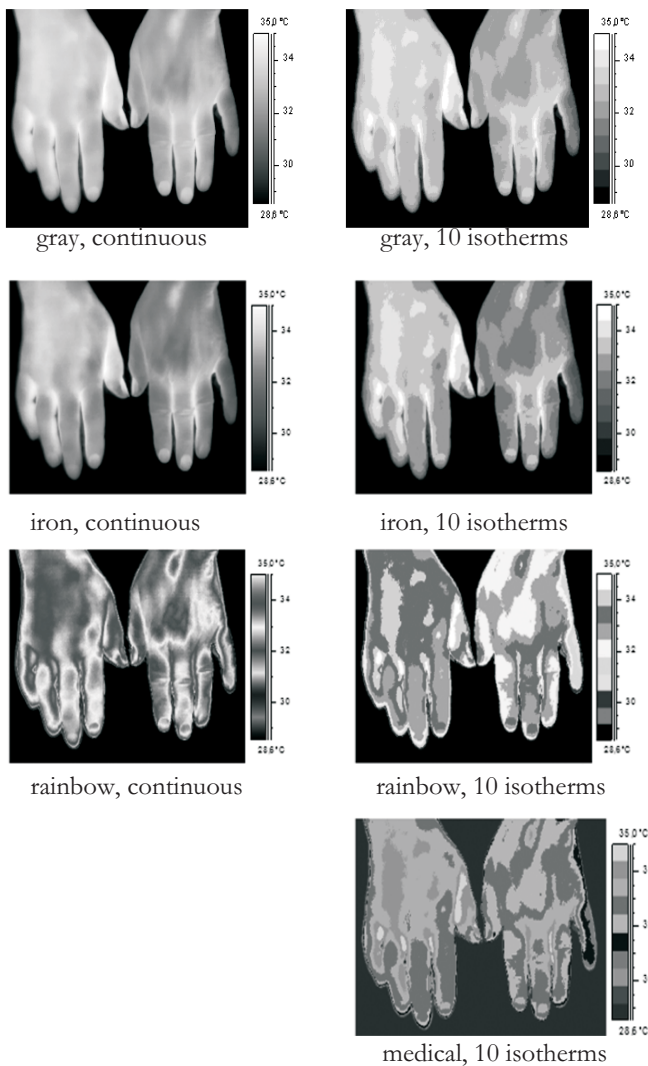 35,0°C
34
32
30
28,6 °C
gray, continuous
35,0°C
34
32
30
28,6 °C
gray, 10 isotherms
35,0°C
34
32
30
28,6 °C
iron, continuous
35,0°C
34
32
30
28,6 °C
iron, 10 isotherms
35,0°C
34
32
30
28,6 °C
rainbow, continuous
35,0°C
34
32
30
28,6 °C
rainbow, 10 isotherms
35,0°C
3
3
28,6 °C
medical, 10 isotherms